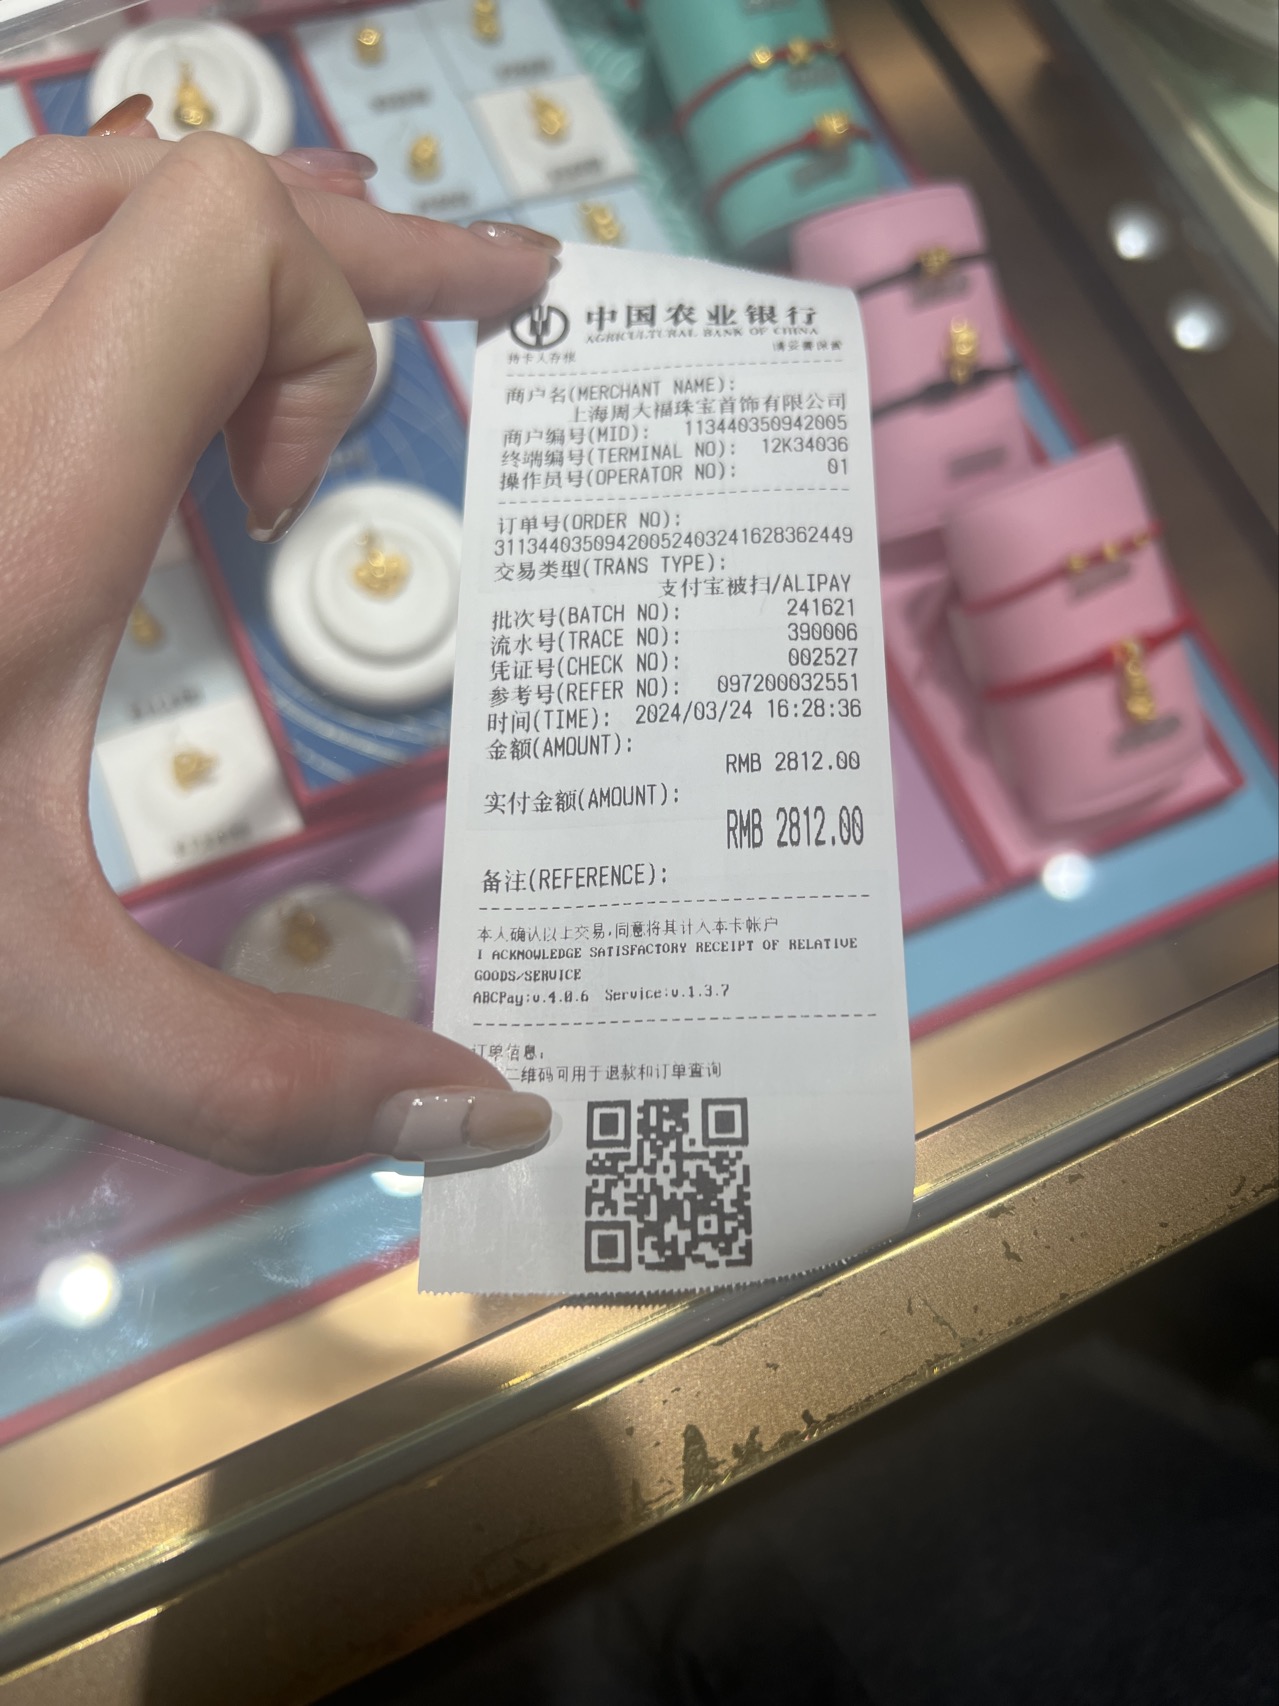 中国农业银行
AGRICULTURAL BANK OF CHINA
持卡人存根 请妥善保管
商户名(MERCHANT NAME):
上海周大福珠宝首饰有限公司
商户编号(MID): 113440350942005
终端编号(TERMINAL NO): 12K34036
操作员号(OPERATOR NO): 01
订单号(ORDER NO):
31134403509420052403241628362449
交易类型(TRANS TYPE):
支付宝被扫/ALIPAY
批次号(BATCH NO): 241621
流水号(TRACE NO): 390006
凭证号(CHECK NO): 002527
参考号(REFER NO): 097200032551
时间(TIME): 2024/03/24 16:28:36
金额(AMOUNT):
RMB 2812.00
实付金额(AMOUNT):
RMB 2812.00
备注(REFERENCE):
本人确认以上交易,同意将其计入本卡帐户
I ACKNOWLEDGE SATISFACTORY RECEIPT OF RELATIVE
GOODS/SERVICE
ABCPay:v.4.0.6 Service:v.1.3.7
订单信息:
二维码可用于退款和订单查询